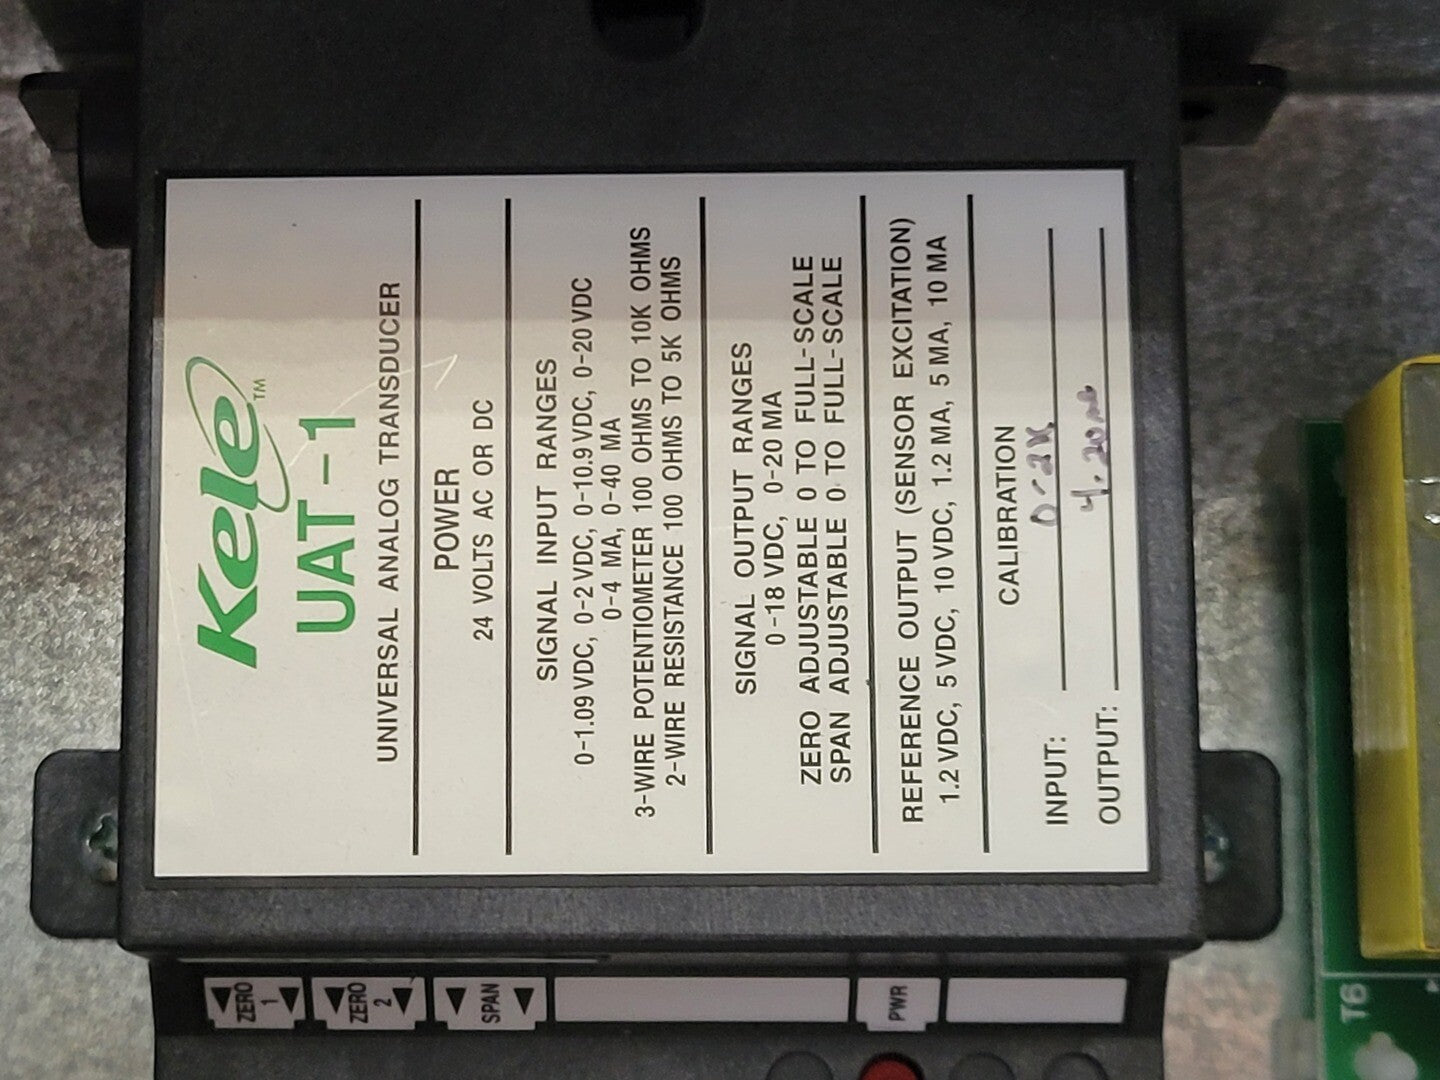 Kele™
UAT-1
UNIVERSAL ANALOG TRANSDUCER
POWER
24 VOLTS AC OR DC
SIGNAL INPUT RANGES
0-1.09 VDC, 0-2 VDC, 0-10.9 VDC, 0-20 VDC
0-4 MA, 0-40 MA
3-WIRE POTENTIOMETER 100 OHMS TO 10K OHMS
2-WIRE RESISTANCE 100 OHMS TO 5K OHMS
SIGNAL OUTPUT RANGES
0-18 VDC, 0-20 MA
ZERO ADJUSTABLE 0 TO FULL-SCALE
SPAN ADJUSTABLE 0 TO FULL-SCALE
REFERENCE OUTPUT (SENSOR EXCITATION)
1.2 VDC, 5 VDC, 10 VDC, 1.2 MA, 5 MA, 10 MA
CALIBRATION
INPUT: 0-2K
OUTPUT: 4-20ma
ZERO 1
ZERO 2
SPAN
PWR
T6